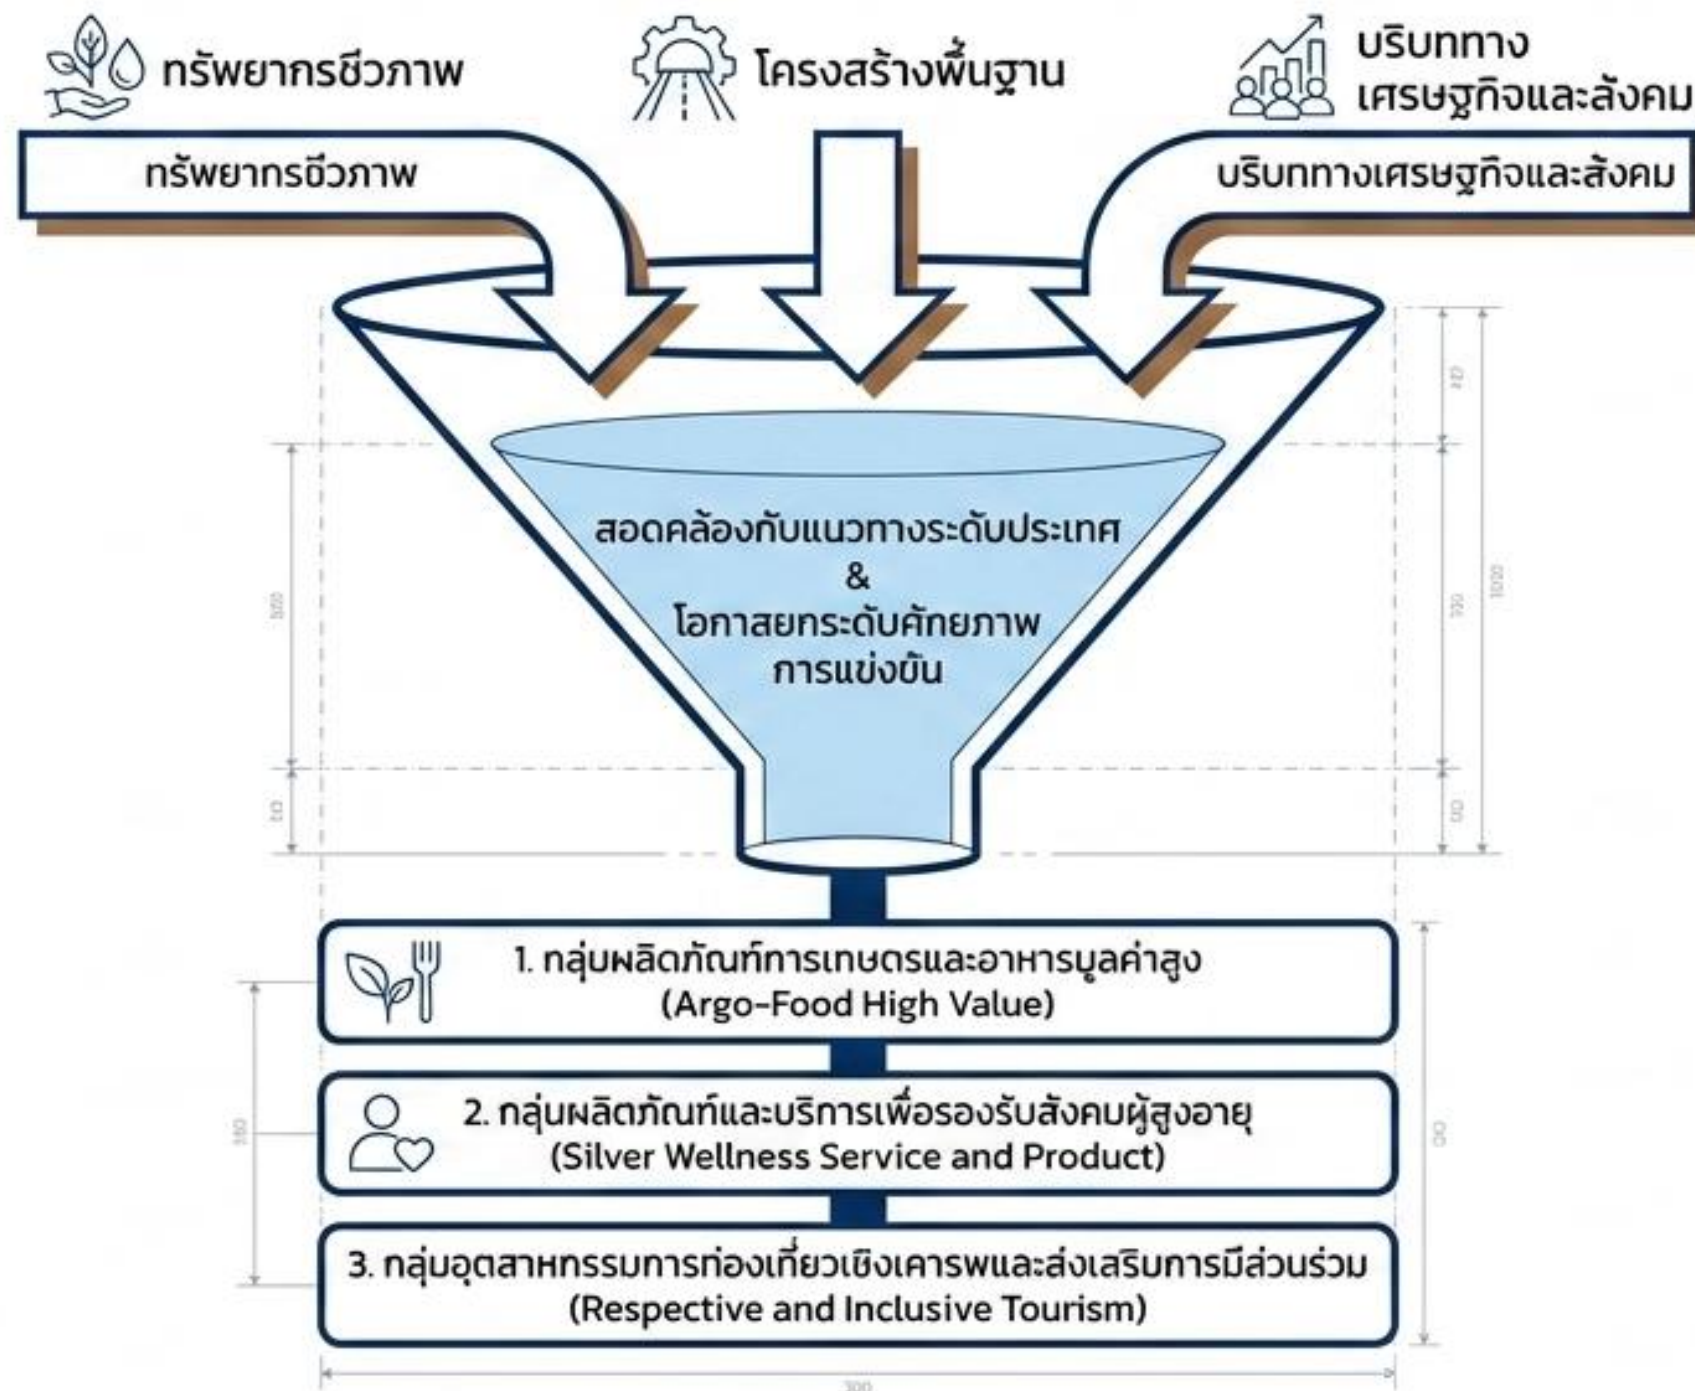 ทรัพยากรชีวภาพ
โครงสร้างพื้นฐาน
บริบททาง
เศรษฐกิจและสังคม
ทรัพยากรชีวภาพ
บริบททางเศรษฐกิจและสังคม
สอดคล้องกับแนวทางระดับประเทศ
&
โอกาสยกระดับศักยภาพ
การแข่งขัน
1. กลุ่มผลิตภัณฑ์การเกษตรและอาหารมูลค่าสูง
(Argo-Food High Value)
2. กลุ่มผลิตภัณฑ์และบริการเพื่อรองรับสังคมผู้สูงอายุ
(Silver Wellness Service and Product)
3. กลุ่มอุตสาหกรรมการท่องเที่ยวเชิงเคารพและส่งเสริมการมีส่วนร่วม
(Respective and Inclusive Tourism)